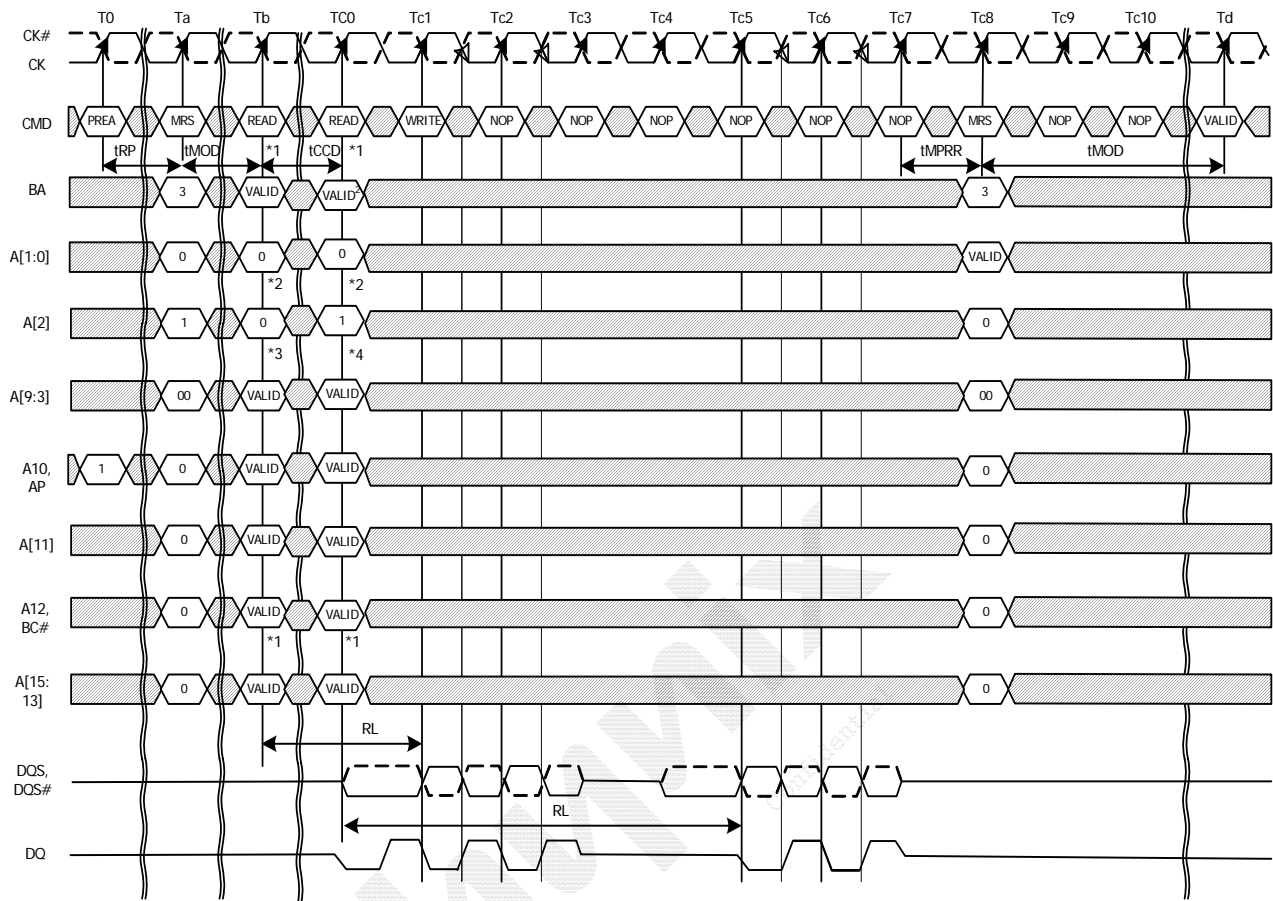 T0 Ta Tb TC0 Tc1 Tc2 Tc3 Tc4 Tc5 Tc6 Tc7 Tc8 Tc9 Tc10 Td
CK#
CK
CMD PREA MRS READ READ WRITE NOP NOP NOP NOP NOP NOP MRS NOP NOP VALID
tRP tMOD *1 tCCD *1 tMPRR tMOD
BA 3 VALID VALID2 3
A[1:0] 0 0 0 VALID
*2 *2
A[2] 1 0 1 0
*3 *4
A[9:3] 00 VALID VALID 00
A10,
AP
1 0 VALID VALID 0
A[11] 0 VALID VALID 0
A12,
BC#
0 VALID VALID 0
*1 *1
A[15:
13]
0 VALID VALID 0
RL
DQS,
DQS#
RL
DQ
Confidential